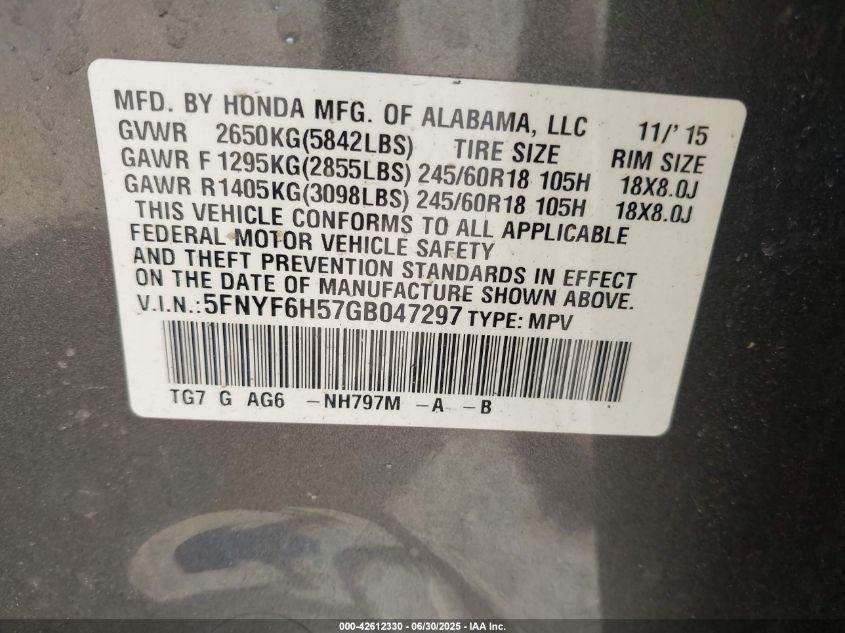 MFD. BY HONDA MFG. OF ALABAMA, LLC 11/' 15
GVWR 2650KG(5842LBS) TIRE SIZE RIM SIZE
GAWR F 1295KG(2855LBS) 245/60R18 105H 18X8.0J
GAWR R1405KG(3098LBS) 245/60R18 105H 18X8.0J
THIS VEHICLE CONFORMS TO ALL APPLICABLE
FEDERAL MOTOR VEHICLE SAFETY
AND THEFT PREVENTION STANDARDS IN EFFECT
ON THE DATE OF MANUFACTURE SHOWN ABOVE.
V.I.N.:5FNYF6H57GB047297 TYPE: MPV
TG7 G AG6 -NH797M -A -B
000-42612330 - 06/30/2025 - IAA Inc.